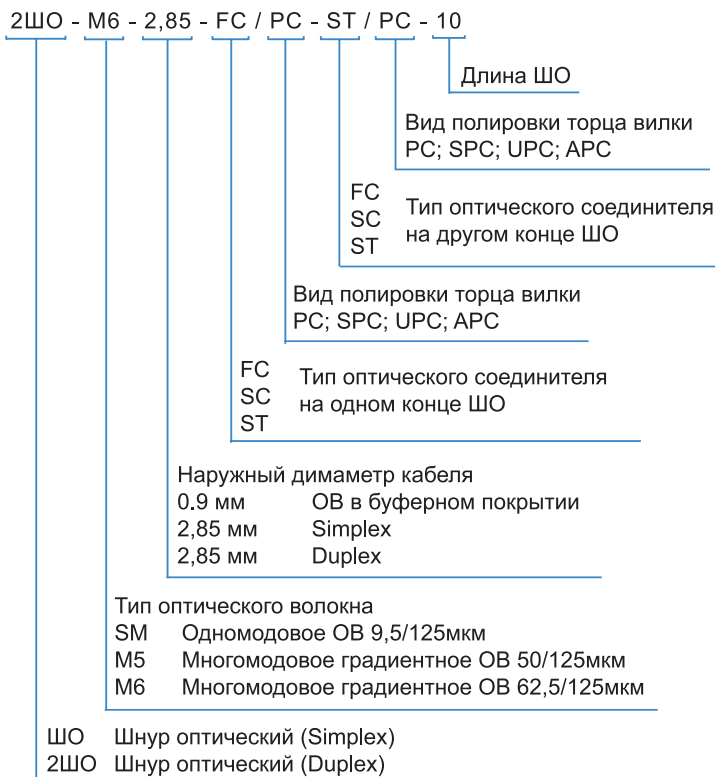 2ШО - М6 - 2,85 - FC / PC - ST / PC - 10
Длина ШО
Вид полировки торца вилки
PC; SPC; UPC; APC
FC
SC
ST
Тип оптического соединителя
на другом конце ШО
Вид полировки торца вилки
PC; SPC; UPC; APC
FC
SC
ST
Тип оптического соединителя
на одном конце ШО
Наружный димаметр кабеля
0.9 мм ОВ в буферном покрытии
2,85 мм Simplex
2,85 мм Duplex
Тип оптического волокна
SM Одномодовое ОВ 9,5/125мкм
М5 Многомодовое градиентное ОВ 50/125мкм
М6 Многомодовое градиентное ОВ 62,5/125мкм
ШО Шнур оптический (Simplex)
2ШО Шнур оптический (Duplex)